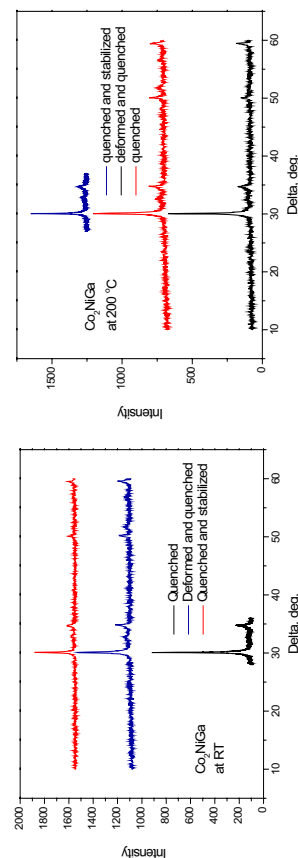 1500
1000
500
0
Intensity
10
20
30
40
50
60
Delta, deg.
Co2NiGa
at 200 °C
quenched and stabilized
deformed and quenched
quenched
2000
1800
1600
1400
1200
1000
800
600
400
200
0
Intensity
10
20
30
40
50
60
Delta, deg.
Co2NiGa
at RT
Quenched
Deformed and quenched
Quenched and stabilized